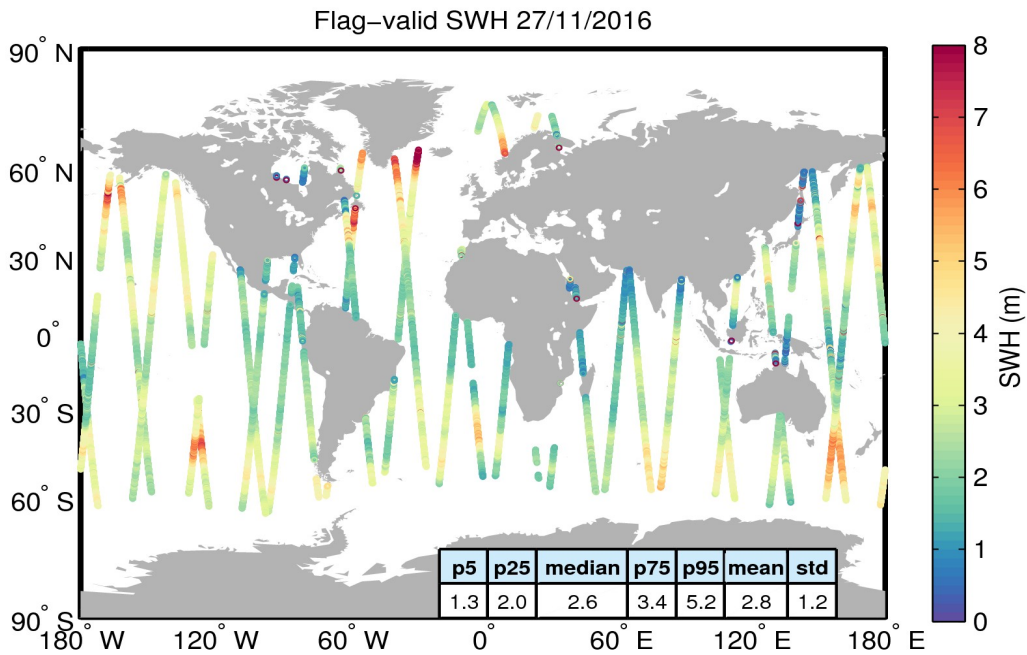 Flag−valid SWH 27/11/2016
90° N
60° N
30° N
0°
30° S
60° S
90° S
180° W
120° W
60° W
0°
60° E
120° E
180° E
p5 p25 median p75 p95 mean std
1.3 2.0 2.6 3.4 5.2 2.8 1.2
8
7
6
5
4
3
2
1
0
SWH (m)